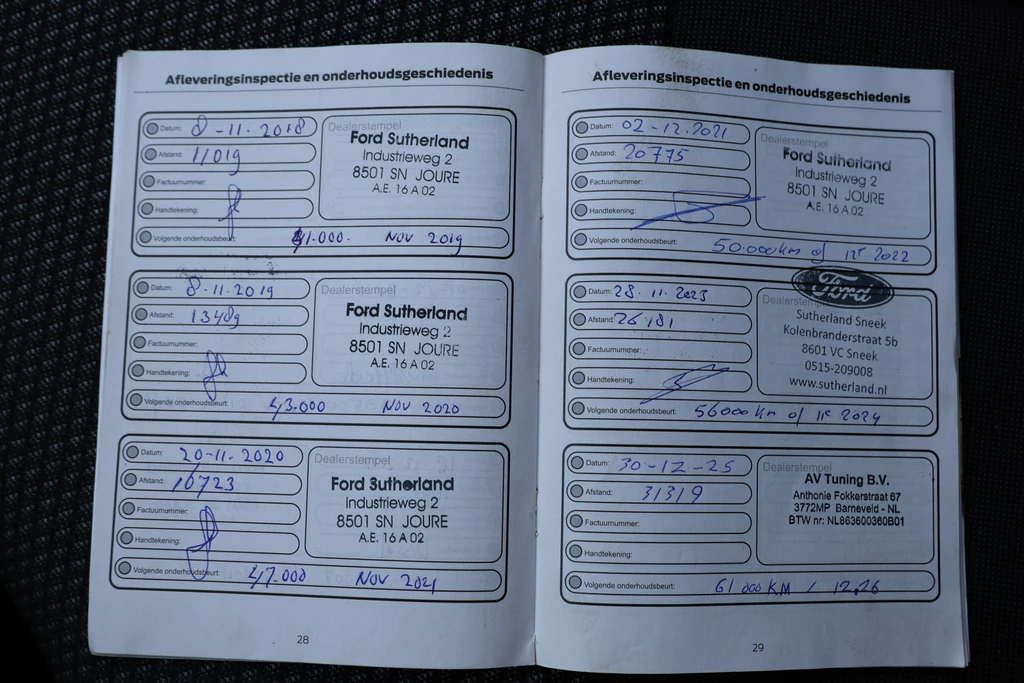 Afleveringsinspectie en onderhoudsgeschiedenis
Datum: 8-11-2018
Afstand: 11019
Factuurnummer:
Handtekening:
Dealerstempel
Ford Sutherland
Industrieweg 2
8501 SN JOURE
A.E. 16 A 02
Volgende onderhoudsbeurt: 41.000. NOV 2019
Datum: 8-11-2019
Afstand: 13489
Factuurnummer:
Handtekening:
Dealerstempel
Ford Sutherland
Industrieweg 2
8501 SN JOURE
A.E. 16 A 02
Volgende onderhoudsbeurt: 43.000 NOV 2020
Datum: 20-11-2020
Afstand: 16723
Factuurnummer:
Handtekening:
Dealerstempel
Ford Sutherland
Industrieweg 2
8501 SN JOURE
A.E. 16 A 02
Volgende onderhoudsbeurt: 47.000 NOV 2021
28
Afleveringsinspectie en onderhoudsgeschiedenis
Datum: 02-12-2021
Afstand: 20775
Factuurnummer:
Handtekening:
Dealerstempel
Ford Sutherland
Industrieweg 2
8501 SN JOURE
A.E. 16 A 02
Volgende onderhoudsbeurt: 50.000km of 2022
Datum: 28.11.2023
Afstand: 26181
Factuurnummer:
Handtekening:
Ford
Sutherland Sneek
Kolenbranderstraat 5b
8601 VC Sneek
0515-209008
www.sutherland.nl
Volgende onderhoudsbeurt: 56000 km of 2024
Datum: 30-12-25
Afstand: 31319
Factuurnummer:
Handtekening:
Dealerstempel
AV Tuning B.V.
Anthonie Fokkerstraat 67
3772MP Barneveld - NL
BTW nr: NL863600360B01
Volgende onderhoudsbeurt: 61 000 KM / 12.26
29